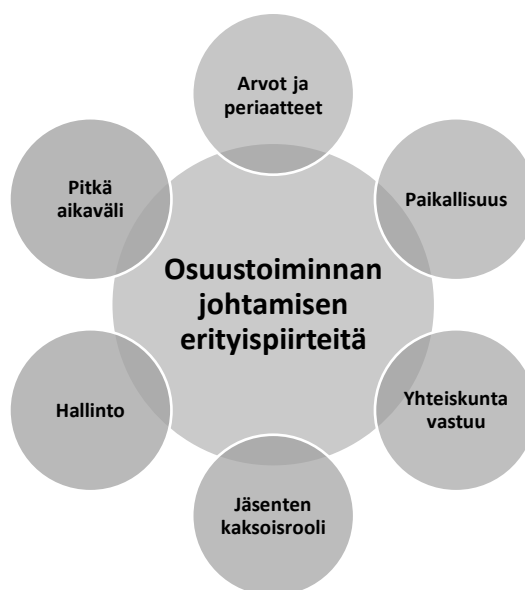 Arvot ja
periaatteet
Pitkä
aikaväli
Paikallisuus
Osuustoiminnan
johtamisen
erityispiirteitä
Hallinto
Yhteiskunta
vastuu
Jäsenten
kaksoisrooli